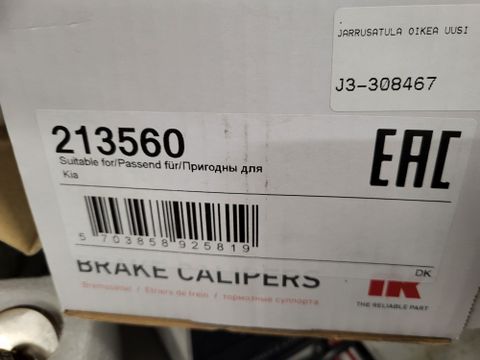 JARRUSATULA OIKEA UUSI
J3-308467
213560
Suitable for/Passend für/Пригодны для
Kia
EAC
5 703858 925819
DK
BRAKE CALIPERS
Bremssattel / Étriers de frein / тормозные суппорта
THE RELIABLE PART